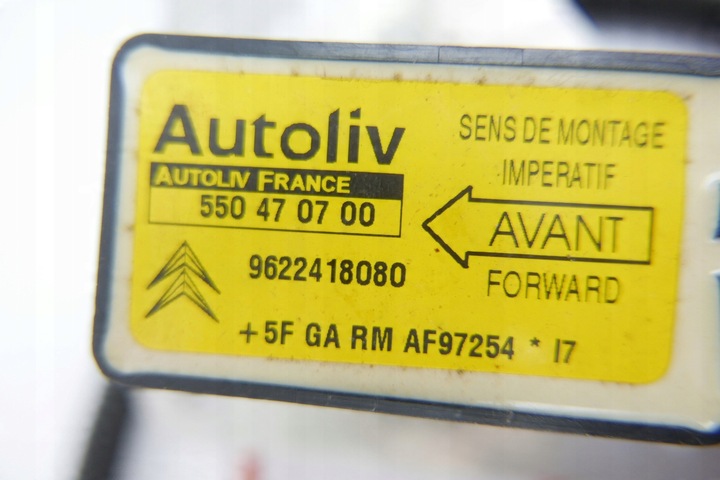 Autoliv
AUTOLIV FRANCE
550 47 07 00
9622418080
+5F GA RM AF97254 * I7
SENS DE MONTAGE
IMPERATIF
AVANT
FORWARD